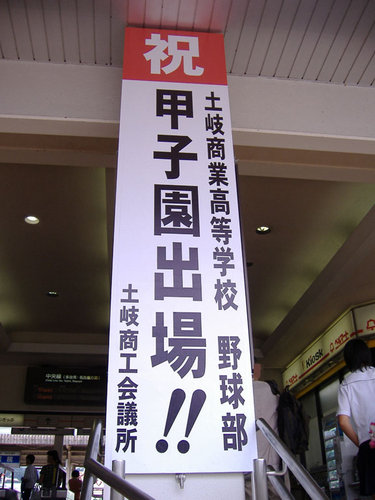 祝
土岐商業高等学校 野球部
甲子園出場!!
土岐商工会議所
中央線
KIOSK